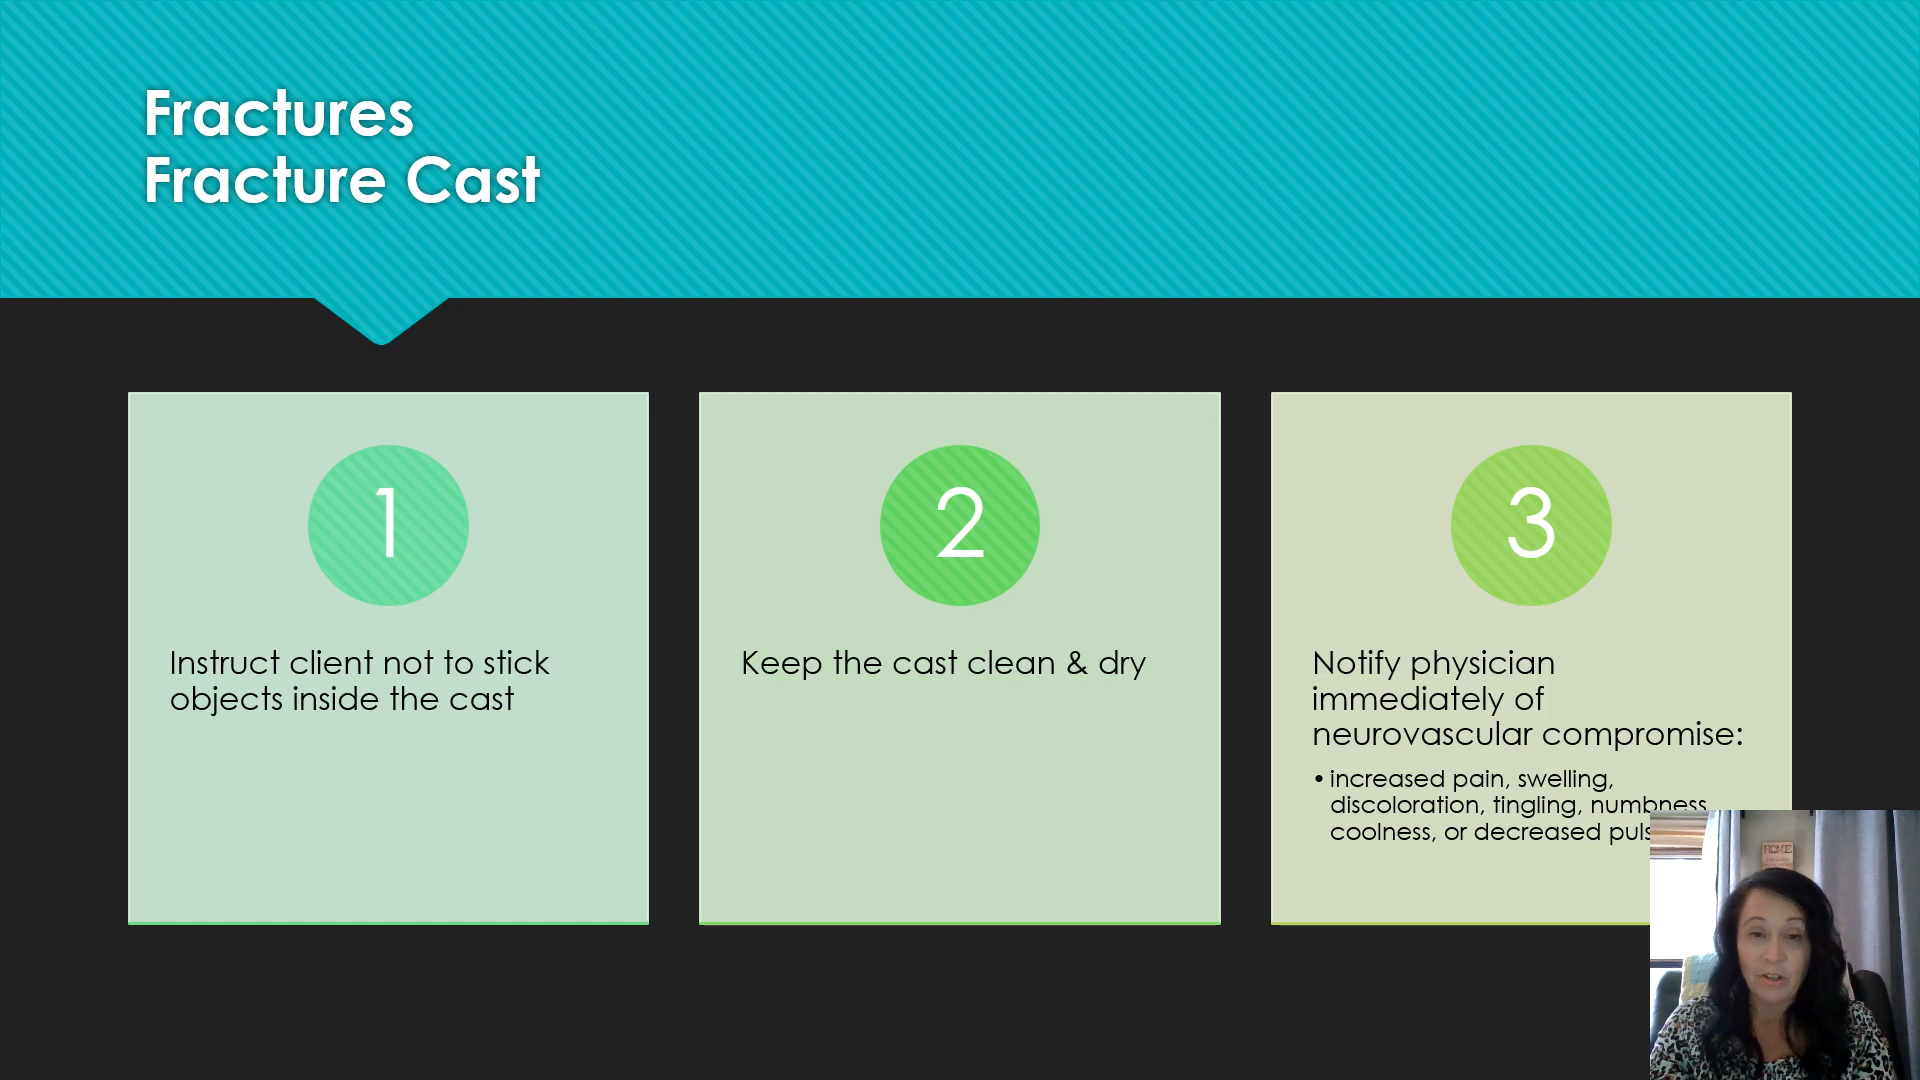 Fractures
Fracture Cast
1
Instruct client not to stick
objects inside the cast
2
Keep the cast clean & dry
3
Notify physician
immediately of
neurovascular compromise:
• increased pain, swelling,
discoloration, tingling, numbness
coolness, or decreased
HOME